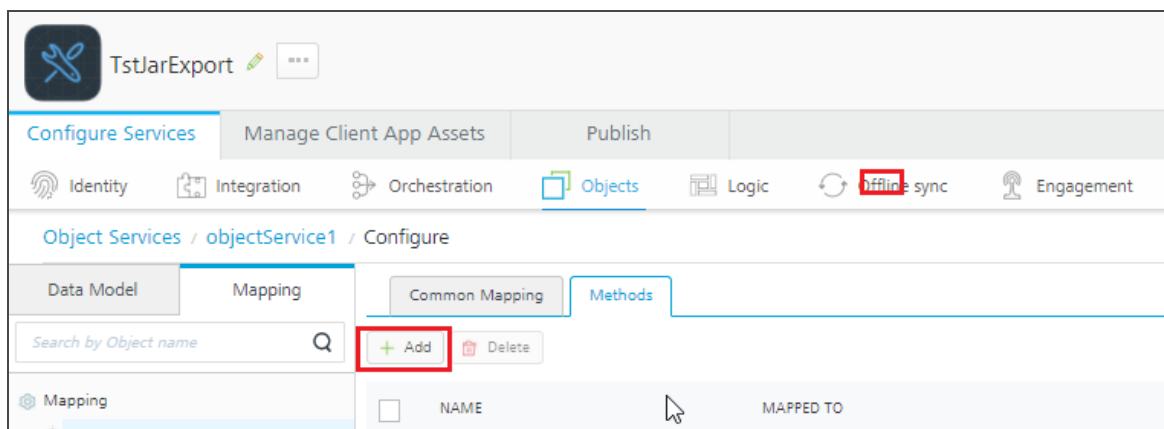 TstJarExport
Configure Services Manage Client App Assets Publish
Identity Integration Orchestration Objects Logic Offline sync Engagement
Object Services / objectService1 / Configure
Data Model Mapping Common Mapping Methods
Search by Object name + Add Delete
Mapping NAME MAPPED TO